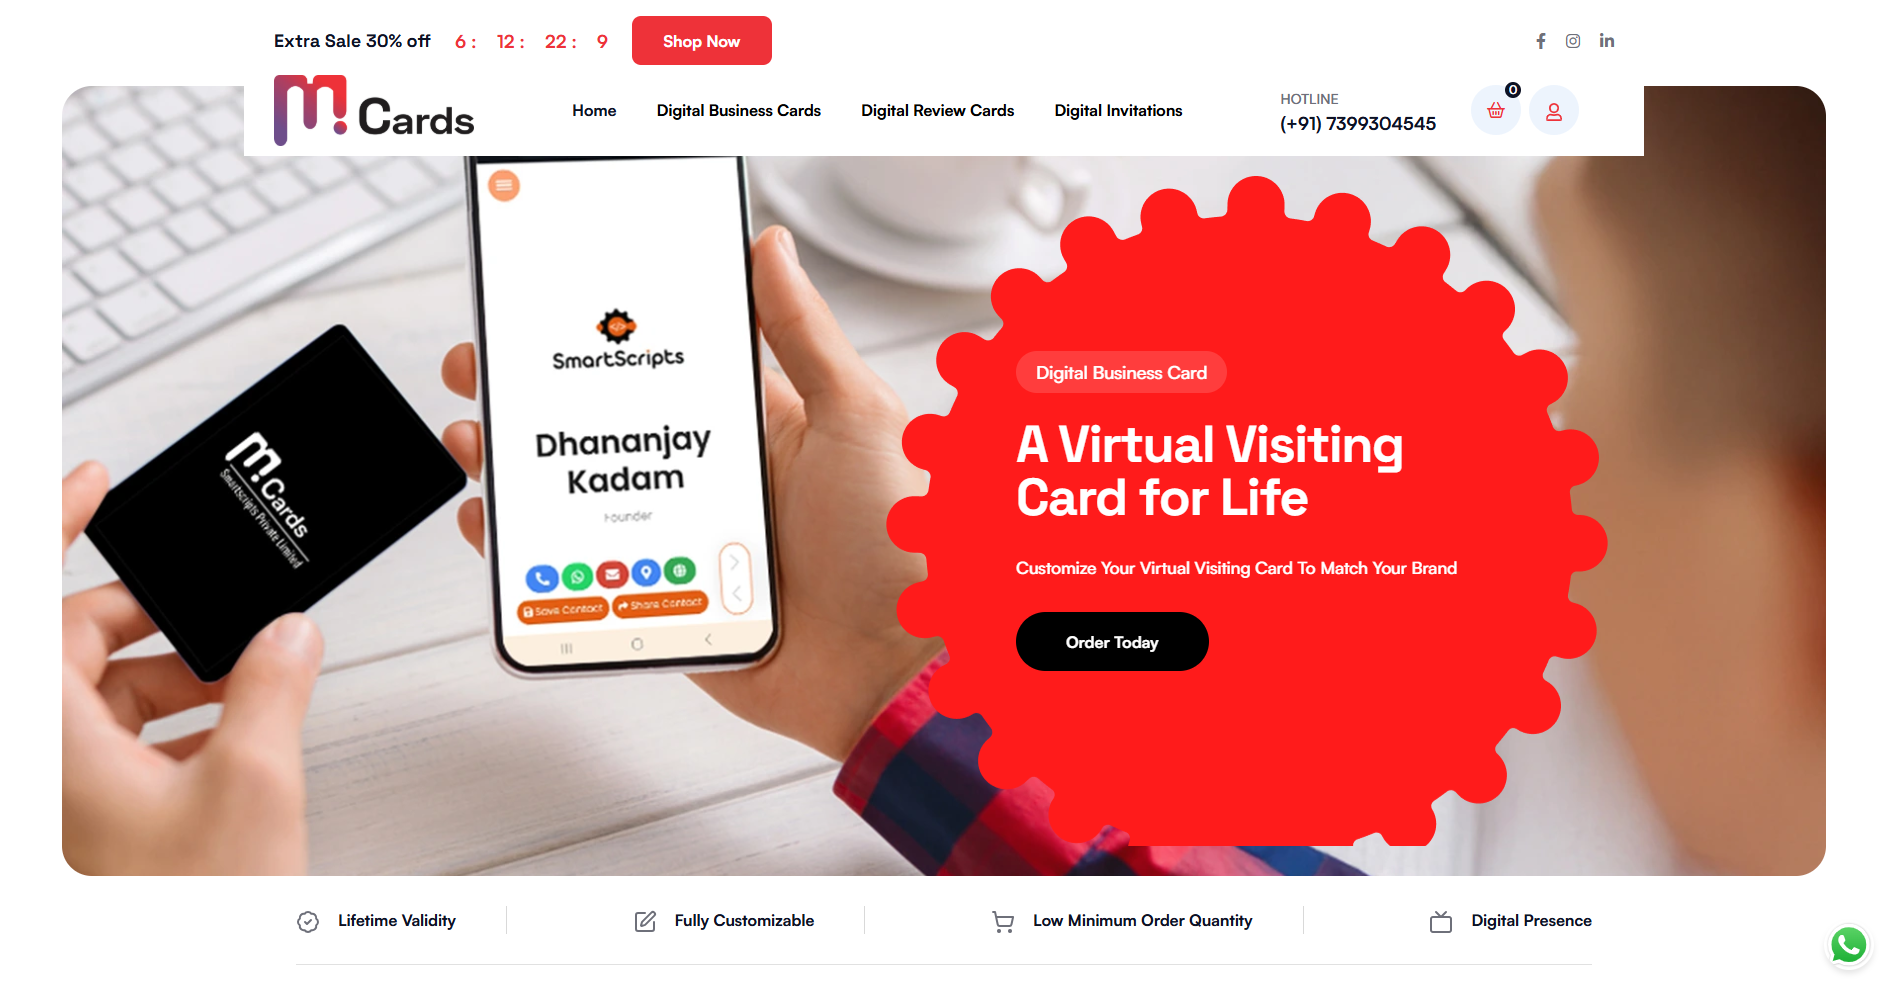 Extra Sale 30% off 6 : 12 : 22 : 9 Shop Now
m! Cards
Home Digital Business Cards Digital Review Cards Digital Invitations
HOTLINE
(+91) 7399304545
0
SmartScripts
Dhananjay
Kadam
Founder
Save Contact Share Contact
m! Cards
Smartscripts Private Limited
Digital Business Card
A Virtual Visiting
Card for Life
Customize Your Virtual Visiting Card To Match Your Brand
Order Today
Lifetime Validity Fully Customizable Low Minimum Order Quantity Digital Presence